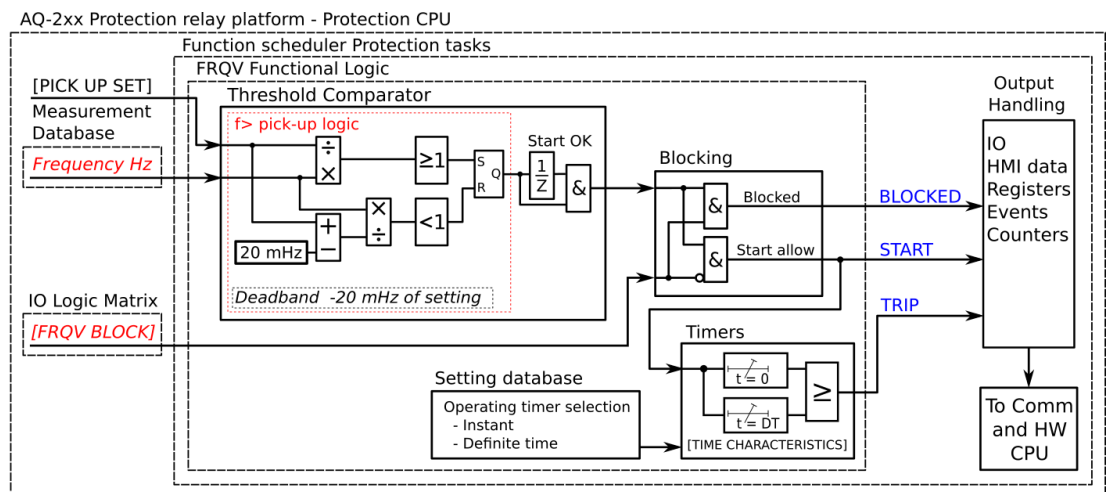 AQ-2xx Protection relay platform - Protection CPU
Function scheduler Protection tasks
FRQV Functional Logic
[PICK UP SET]
Measurement
Database
Frequency Hz
Threshold Comparator
f> pick-up logic
÷
×
≥1
S
Q
R
Start OK
1
Z
&
+
−
×
÷
<1
20 mHz
Deadband -20 mHz of setting
IO Logic Matrix
[FRQV BLOCK]
Blocking
&
Blocked
&
Start allow
BLOCKED
START
TRIP
Output
Handling
IO
HMI data
Registers
Events
Counters
To Comm
and HW
CPU
Timers
t = 0
t = DT
≥
[TIME CHARACTERISTICS]
Setting database
Operating timer selection
- Instant
- Definite time